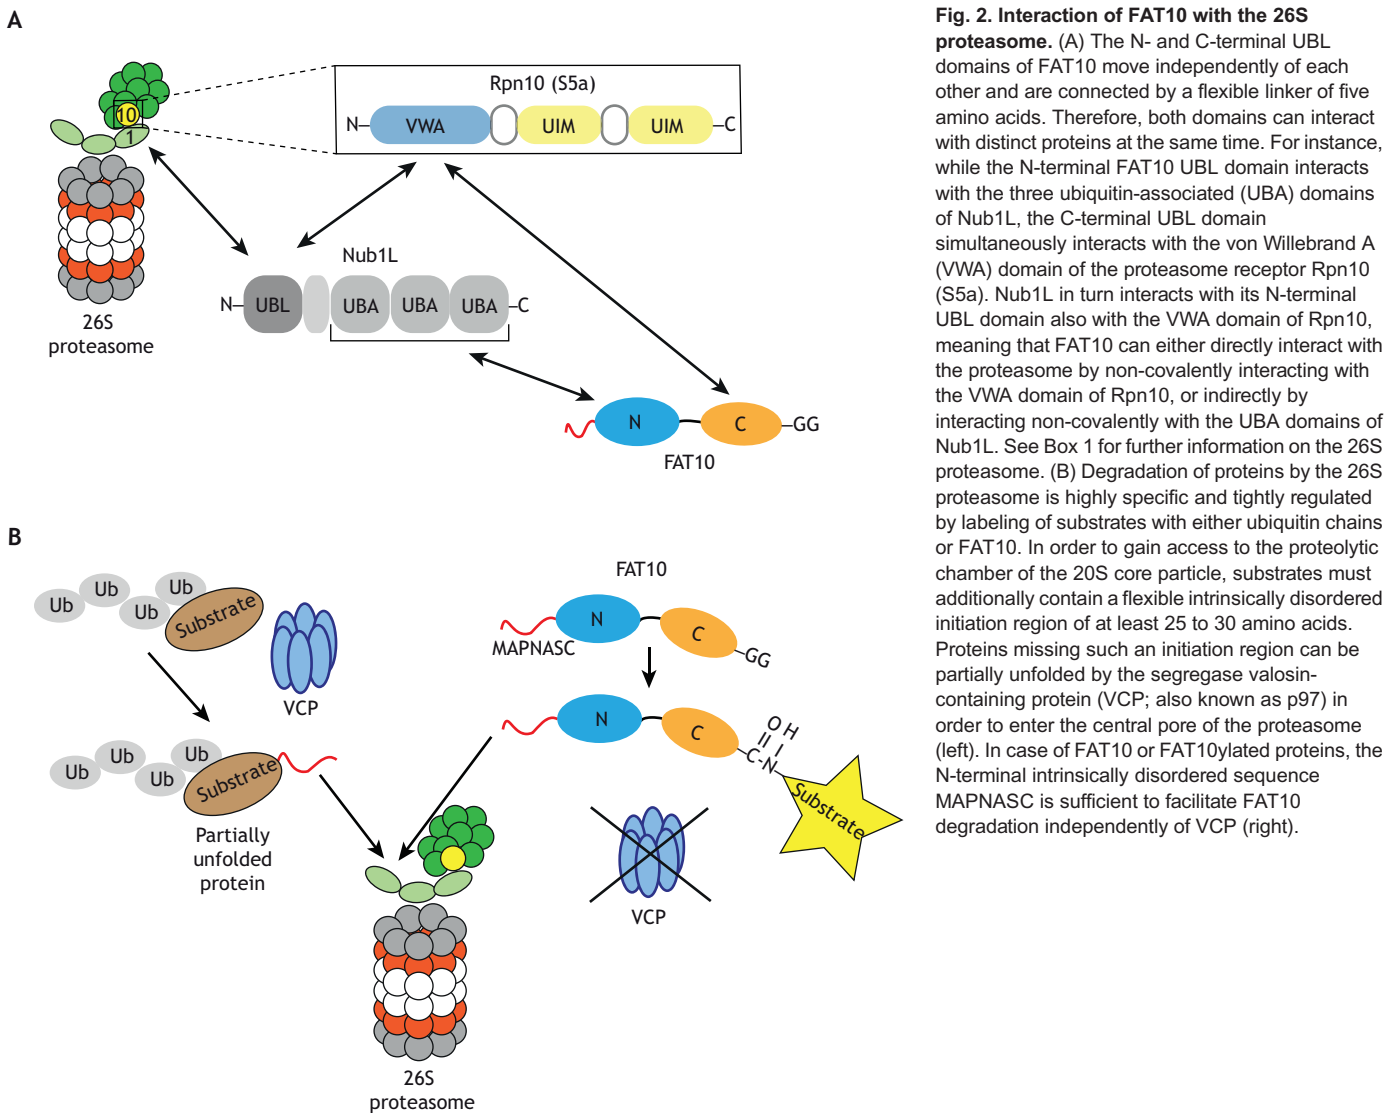 A
10
1
Rpn10 (S5a)
N VWA UIM UIM C
26S
proteasome
Nub1L
N UBL UBA UBA UBA C
N C GG
FAT10
B
Ub Ub Ub Ub Substrate
VCP
Ub Ub Ub Ub Substrate
Partially
unfolded
protein
FAT10
N C GG
MAPNASC
N C
O H
C-N
Substrate
VCP
26S
proteasome
Fig. 2. Interaction of FAT10 with the 26S
proteasome. (A) The N- and C-terminal UBL
domains of FAT10 move independently of each
other and are connected by a flexible linker of five
amino acids. Therefore, both domains can interact
with distinct proteins at the same time. For instance,
while the N-terminal FAT10 UBL domain interacts
with the three ubiquitin-associated (UBA) domains
of Nub1L, the C-terminal UBL domain
simultaneously interacts with the von Willebrand A
(VWA) domain of the proteasome receptor Rpn10
(S5a). Nub1L in turn interacts with its N-terminal
UBL domain also with the VWA domain of Rpn10,
meaning that FAT10 can either directly interact with
the proteasome by non-covalently interacting with
the VWA domain of Rpn10, or indirectly by
interacting non-covalently with the UBA domains of
Nub1L. See Box 1 for further information on the 26S
proteasome. (B) Degradation of proteins by the 26S
proteasome is highly specific and tightly regulated
by labeling of substrates with either ubiquitin chains
or FAT10. In order to gain access to the proteolytic
chamber of the 20S core particle, substrates must
additionally contain a flexible intrinsically disordered
initiation region of at least 25 to 30 amino acids.
Proteins missing such an initiation region can be
partially unfolded by the segregase valosin-
containing protein (VCP; also known as p97) in
order to enter the central pore of the proteasome
(left). In case of FAT10 or FAT10ylated proteins, the
N-terminal intrinsically disordered sequence
MAPNASC is sufficient to facilitate FAT10
degradation independently of VCP (right).